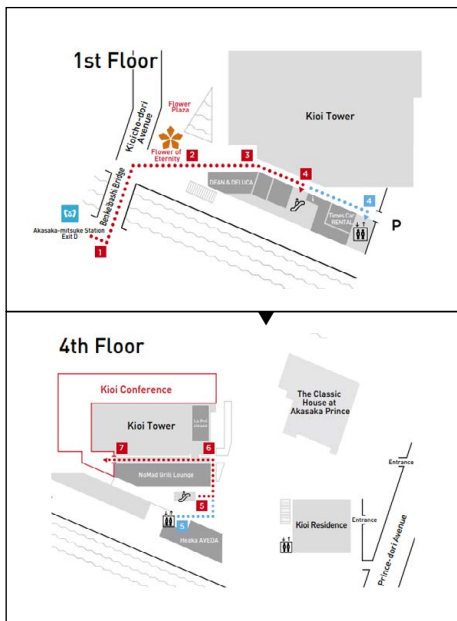 1st Floor
Kioicho-dori
Avenue
Flower
Plaza
Kioi Tower
Flower of
Eternity
2
3
4
Benkeibashi Bridge
DEAN & DELUCA
4
Times Car
RENTAL
P
Akasaka-mitsuke Station
Exit D
1
4th Floor
Kioi Conference
The Classic
House at
Akasaka Prince
Kioi Tower
7
6
Entrance
NoMad Grill Lounge
5
5
Kioi Residence
Entrance
Heaka AVEDA
Prince-dori Avenue